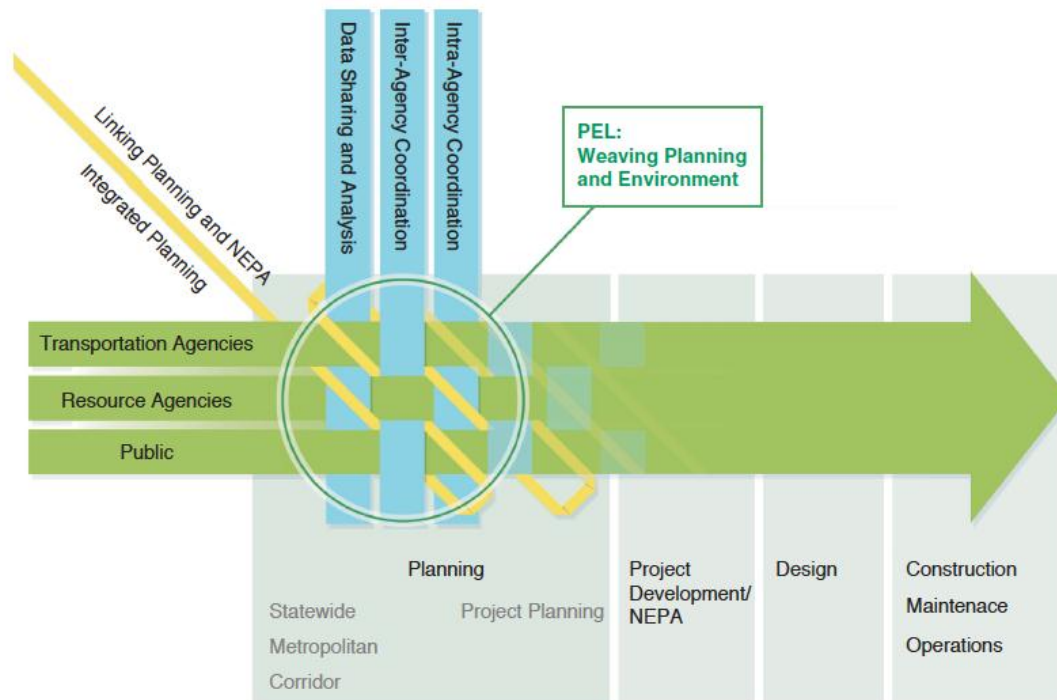 Data Sharing and Analysis
Inter-Agency Coordination
Intra-Agency Coordination
Linking Planning and NEPA
Integrated Planning
PEL:
Weaving Planning
and Environment
Transportation Agencies
Resource Agencies
Public
Planning
Statewide
Metropolitan
Corridor
Project Planning
Project
Development/
NEPA
Design
Construction
Maintenace
Operations